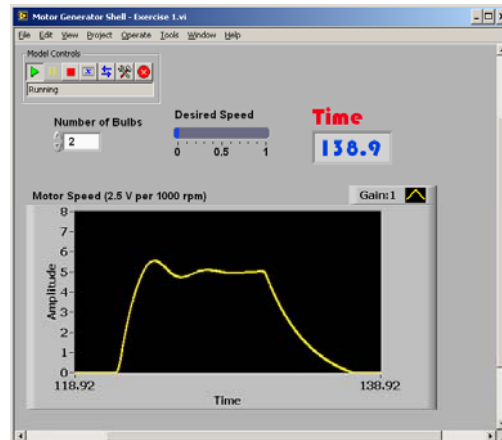 Motor Generator Shell - Exercise 1.vi
File Edit View Project Operate Tools Window Help
Model Controls
Running
Number of Bulbs
2
Desired Speed
0 0.5 1
Time
138.9
Motor Speed (2.5 V per 1000 rpm)
Gain:1
8
7
6
5
4
3
2
1
0
Amplitude
118.92 138.92
Time